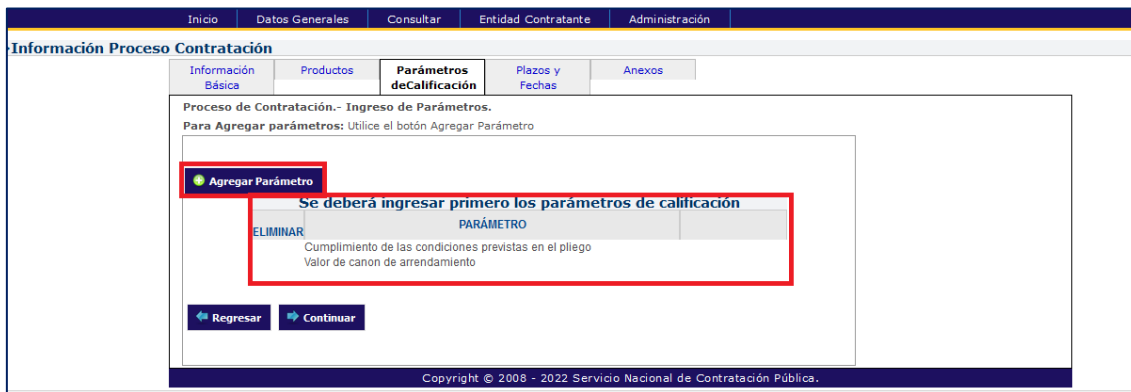 Inicio Datos Generales Consultar Entidad Contratante Administración
Información Proceso Contratación
Información Básica Productos Parámetros deCalificación Plazos y Fechas Anexos
Proceso de Contratación.- Ingreso de Parámetros.
Para Agregar parámetros: Utilice el botón Agregar Parámetro
Agregar Parámetro
Se deberá ingresar primero los parámetros de calificación
ELIMINAR PARÁMETRO
Cumplimiento de las condiciones previstas en el pliego
Valor de canon de arrendamiento
Regresar Continuar
Copyright © 2008 - 2022 Servicio Nacional de Contratación Pública.